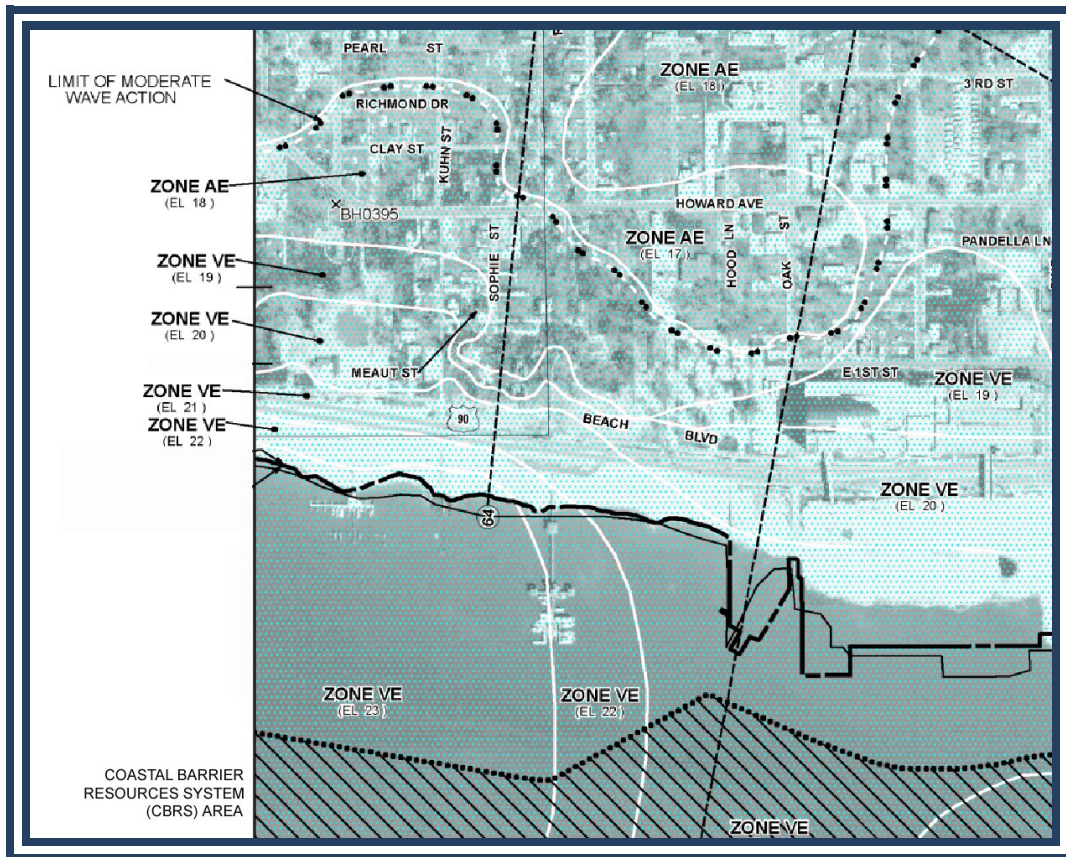 PEARL ST
LIMIT OF MODERATE
WAVE ACTION
RICHMOND DR
CLAY ST
KUHN ST
ZONE AE
(EL 18)
3RD ST
ZONE AE
(EL 18)
BH0395
HOWARD AVE
ZONE AE
(EL 17)
HOOD LN
OAK ST
PANDELLA LN
SOPHIE ST
ZONE VE
(EL 19)
ZONE VE
(EL 20)
MEAUT ST
E 1ST ST
ZONE VE
(EL 19)
ZONE VE
(EL 21)
ZONE VE
(EL 22)
90
BEACH BLVD
ZONE VE
(EL 20)
64
ZONE VE
(EL 23)
ZONE VE
(EL 22)
COASTAL BARRIER
RESOURCES SYSTEM
(CBRS) AREA
ZONE VE